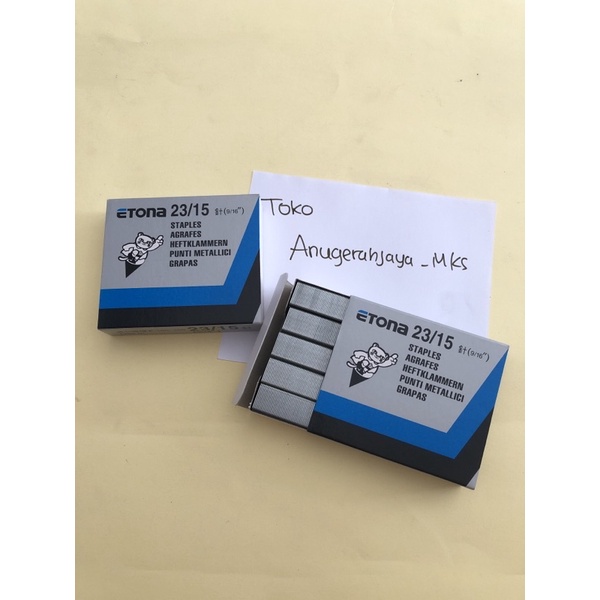 ETONA 23/15 (9/16")
STAPLES
AGRAFES
HEFTKLAMMERN
PUNTI METALLICI
GRAPAS
23/15
Toko
Anugerahjaya_MKS
ETONA 23/15 (9/16")
STAPLES
AGRAFES
HEFTKLAMMERN
PUNTI METALLICI
GRAPAS